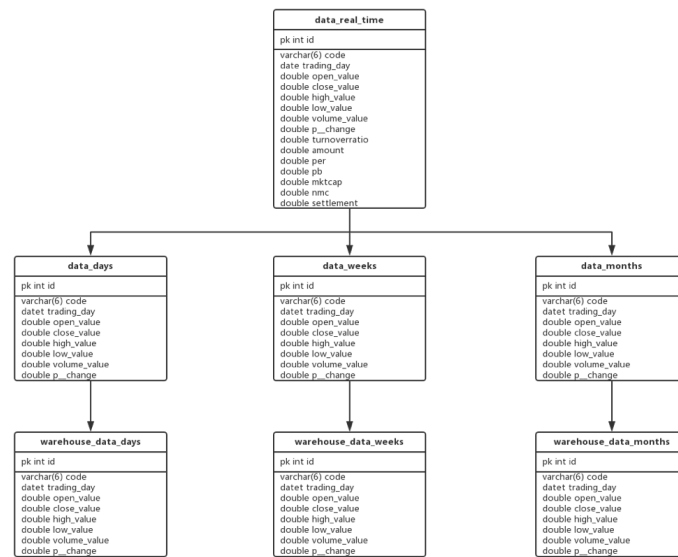 data_real_time
pk int id
varchar(6) code
date trading_day
double open_value
double close_value
double high_value
double low_value
double volume_value
double p__change
double turnoverratio
double amount
double per
double pb
double mktcap
double nmc
double settlement
data_days
pk int id
varchar(6) code
datet trading_day
double open_value
double close_value
double high_value
double low_value
double volume_value
double p__change
data_weeks
pk int id
varchar(6) code
datet trading_day
double open_value
double close_value
double high_value
double low_value
double volume_value
double p__change
data_months
pk int id
varchar(6) code
datet trading_day
double open_value
double close_value
double high_value
double low_value
double volume_value
double p__change
warehouse_data_days
pk int id
varchar(6) code
datet trading_day
double open_value
double close_value
double high_value
double low_value
double volume_value
double p__change
warehouse_data_weeks
pk int id
varchar(6) code
datet trading_day
double open_value
double close_value
double high_value
double low_value
double volume_value
double p__change
warehouse_data_months
pk int id
varchar(6) code
datet trading_day
double open_value
double close_value
double high_value
double low_value
double volume_value
double p__change